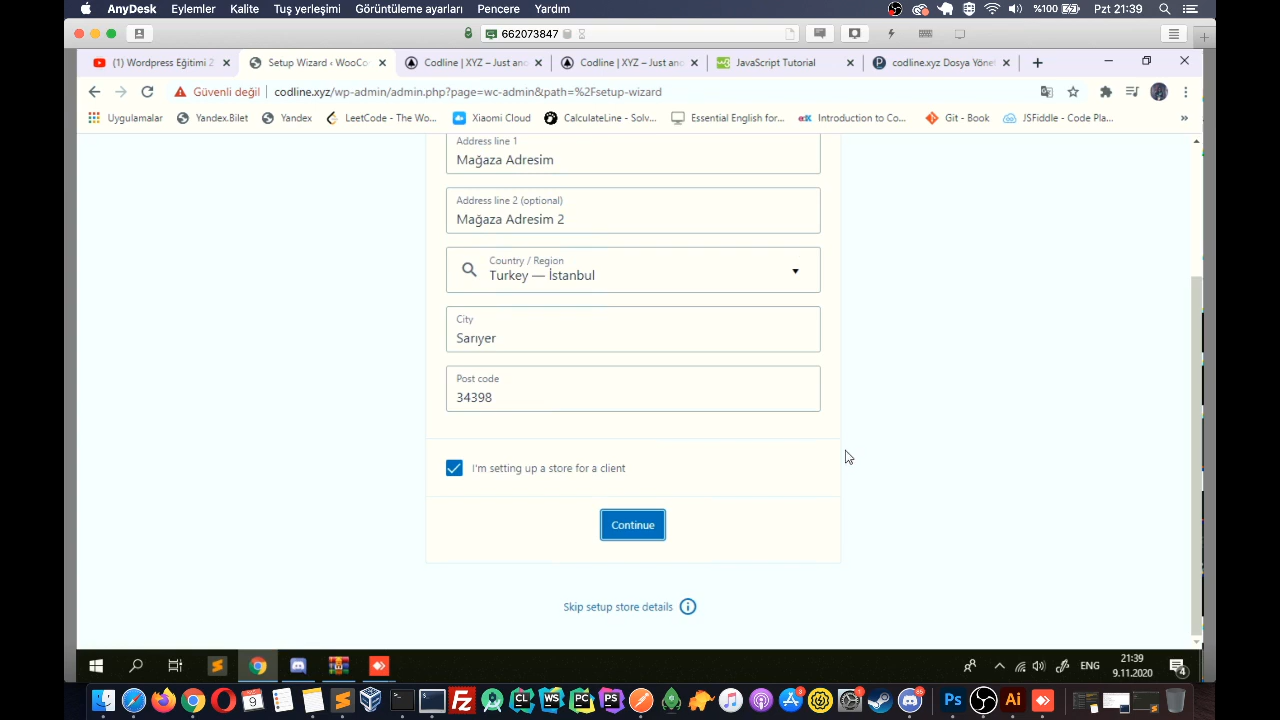 AnyDesk Eylemler Kalite Tuş yerleşimi Görüntüleme ayarları Pencere Yardım %100 Pzt 21:39
662073847
(1) Wordpress Eğitimi 2 Setup Wizard ‹ WooCo Codline | XYZ – Just ano Codline | XYZ – Just ano JavaScript Tutorial codline.xyz Dosya Yöne
Güvenli değil codline.xyz/wp-admin/admin.php?page=wc-admin&path=%2Fsetup-wizard
Uygulamalar Yandex.Bilet Yandex LeetCode - The Wo... Xiaomi Cloud CalculateLine - Solv... Essential English for... Introduction to Co... Git - Book JSFiddle - Code Pla... »
Address line 1
Mağaza Adresim
Address line 2 (optional)
Mağaza Adresim 2
Country / Region
Turkey — İstanbul
City
Sarıyer
Post code
34398
I'm setting up a store for a client
Continue
Skip setup store details
ENG 21:39
9.11.2020 4